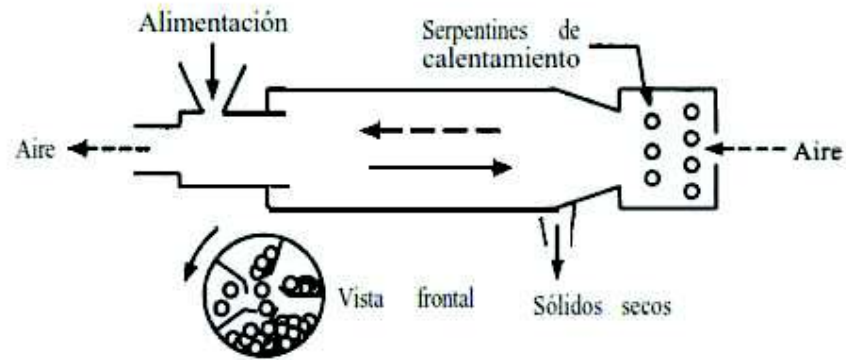 Alimentación
Serpentines de
calentamiento
Aire
Aire
Vista frontal
Sólidos secos